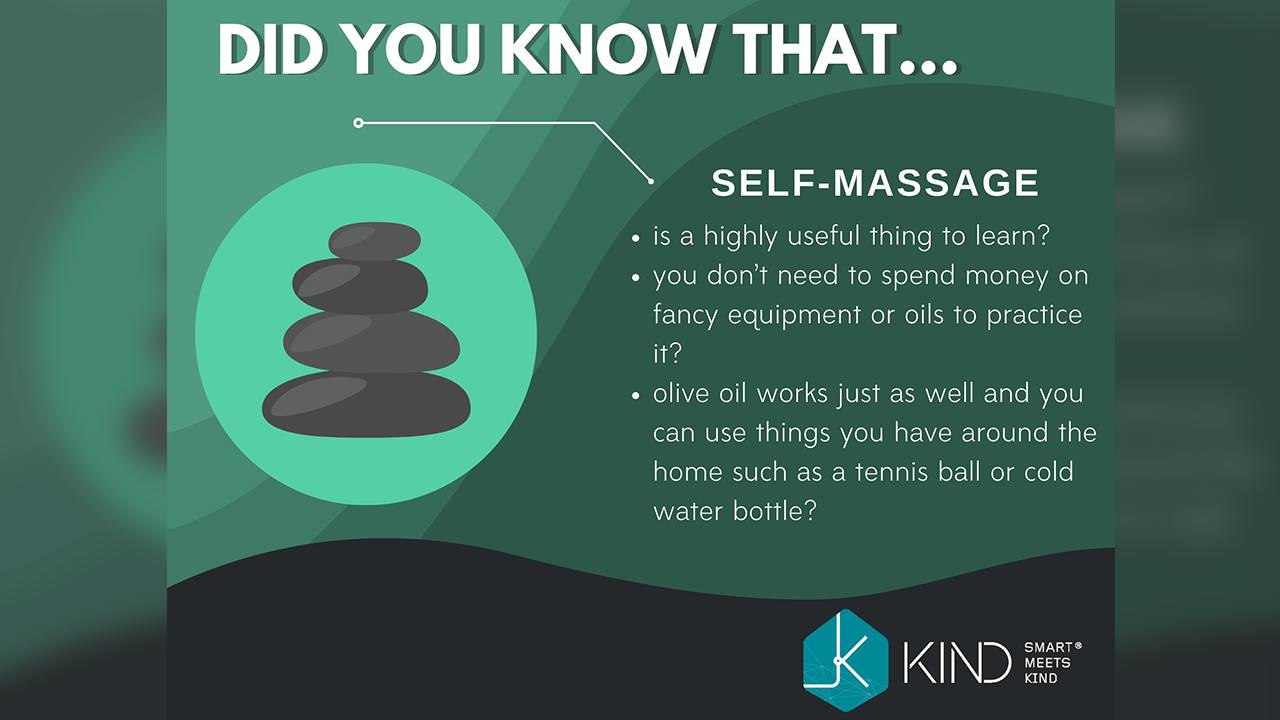 DID YOU KNOW THAT...
SELF-MASSAGE
• is a highly useful thing to learn?
• you don't need to spend money on
fancy equipment or oils to practice
it?
• olive oil works just as well and you
can use things you have around the
home such as a tennis ball or cold
water bottle?
K
KIND
SMART®
MEETS
KIND